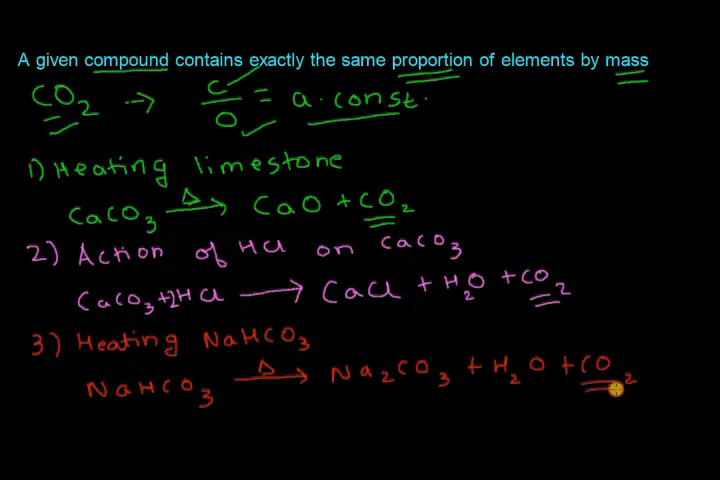 A given compound contains exactly the same proportion of elements by mass
CO₂ → C/O = a const.
1) Heating limestone
CaCO₃ —Δ→ CaO + CO₂
2) Action of HCl on CaCO₃
CaCO₃ + 2HCl → CaCl + H₂O + CO₂
3) Heating NaHCO₃
NaHCO₃ —Δ→ Na₂CO₃ + H₂O + CO₂